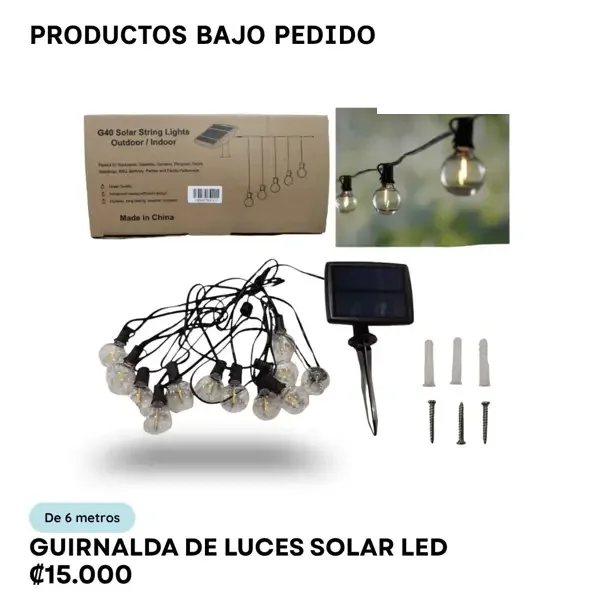 PRODUCTOS BAJO PEDIDO
G40 Solar String Lights
Outdoor / Indoor
Made in China
De 6 metros
GUIRNALDA DE LUCES SOLAR LED
₡15.000